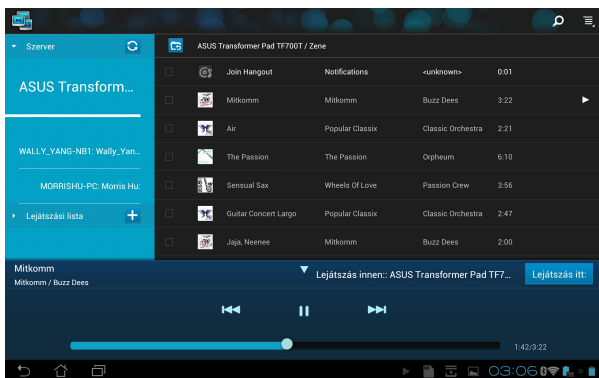 Szerver
ASUS Transformer Pad TF700T / Zene
ASUS Transform...
WALLY_YANG-NB1: Wally_Yan...
MORRISHU-PC: Morris Hu:
Lejátszási lista
Join Hangout Notifications <unknown> 0:01
Mitkomm Mitkomm Buzz Dees 3:22
Air Popular Classix Classic Orchestra 2:21
The Passion The Passion Orpheum 6:10
Sensual Sax Wheels Of Love Passion Crew 3:56
Guitar Concert Largo Popular Classix Classic Orchestra 2:47
Jaja, Neenee Mitkomm Buzz Dees 2:00
Mitkomm
Mitkomm / Buzz Dees
Lejátszás innen:: ASUS Transformer Pad TF7...
Lejátszás itt:
1:42/3:22
03:06